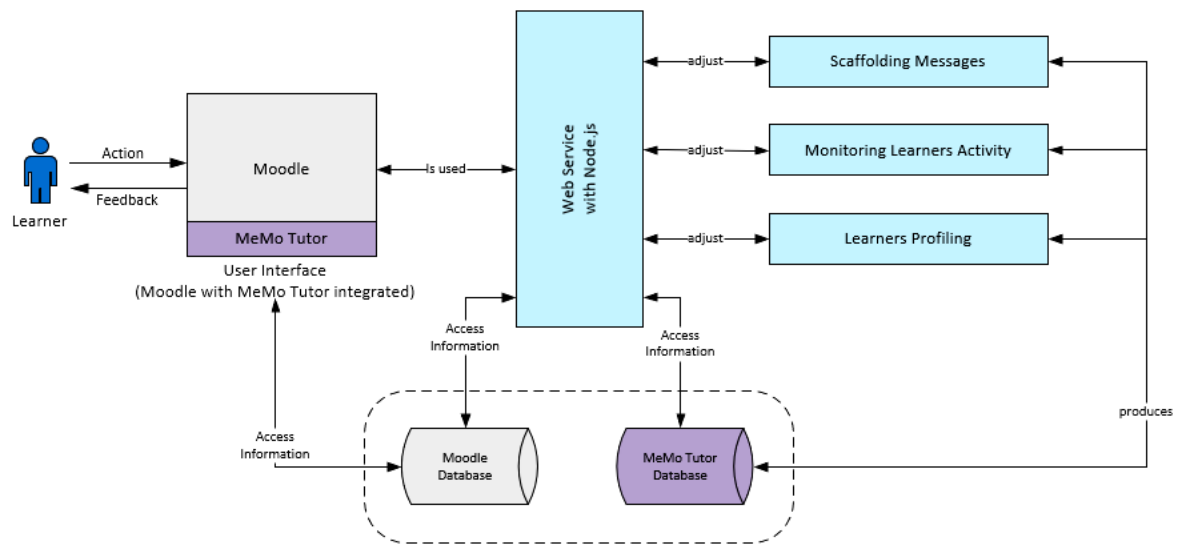 Learner
Action
Feedback
Moodle
MeMo Tutor
User Interface
(Moodle with MeMo Tutor integrated)
Is used
Web Service
with Node.js
adjust
Scaffolding Messages
adjust
Monitoring Learners Activity
adjust
Learners Profiling
Access
Information
Access
Information
Access
Information
Moodle
Database
MeMo Tutor
Database
produces